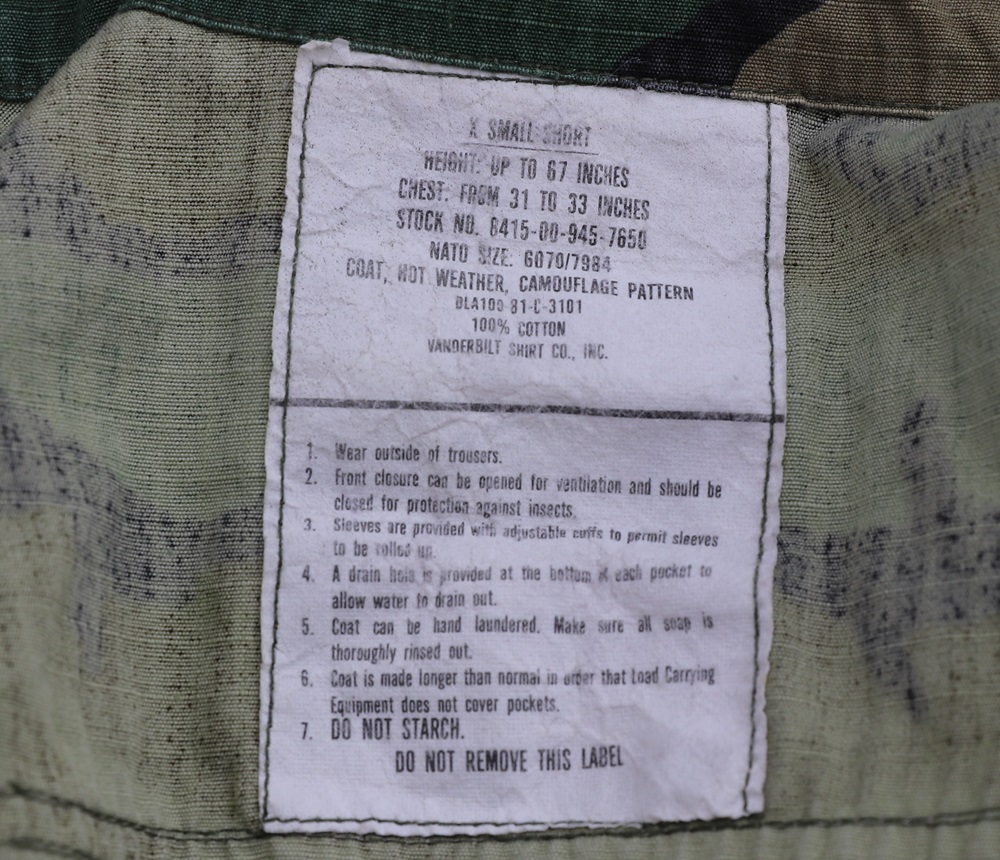 X SMALL SHORT
HEIGHT: UP TO 67 INCHES
CHEST: FROM 31 TO 33 INCHES
STOCK NO. 8415-00-945-7650
NATO SIZE: 6070/7984
COAT, HOT WEATHER, CAMOUFLAGE PATTERN
DLA100-81-C-3101
100% COTTON
VANDERBILT SHIRT CO., INC.
1. Wear outside of trousers.
2. Front closure can be opened for ventilation and should be
closed for protection against insects.
3. Sleeves are provided with adjustable cuffs to permit sleeves
to be rolled up.
4. A drain hole is provided at the bottom of each pocket to
allow water to drain out.
5. Coat can be hand laundered. Make sure all soap is
thoroughly rinsed out.
6. Coat is made longer than normal in order that Load Carrying
Equipment does not cover pockets.
7. DO NOT STARCH.
DO NOT REMOVE THIS LABEL